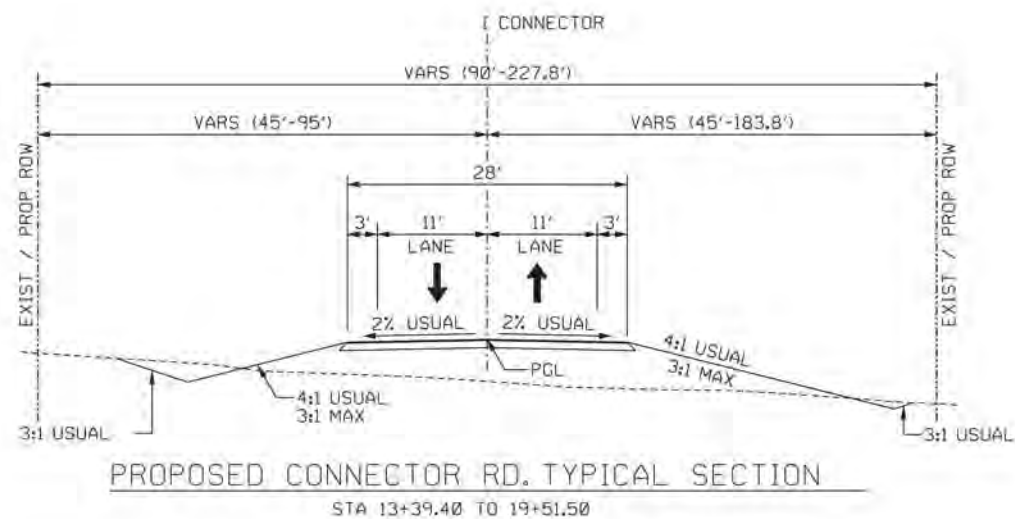 CONNECTOR
VARS (90'-227.8')
VARS (45'-95')
VARS (45'-183.8')
EXIST / PROP ROW
EXIST / PROP ROW
28'
3'
11'
11'
3'
LANE
LANE
2% USUAL
2% USUAL
PGL
4:1 USUAL
3:1 MAX
4:1 USUAL
3:1 MAX
3:1 USUAL
3:1 USUAL
PROPOSED CONNECTOR RD. TYPICAL SECTION
STA 13+39.40 TO 19+51.50